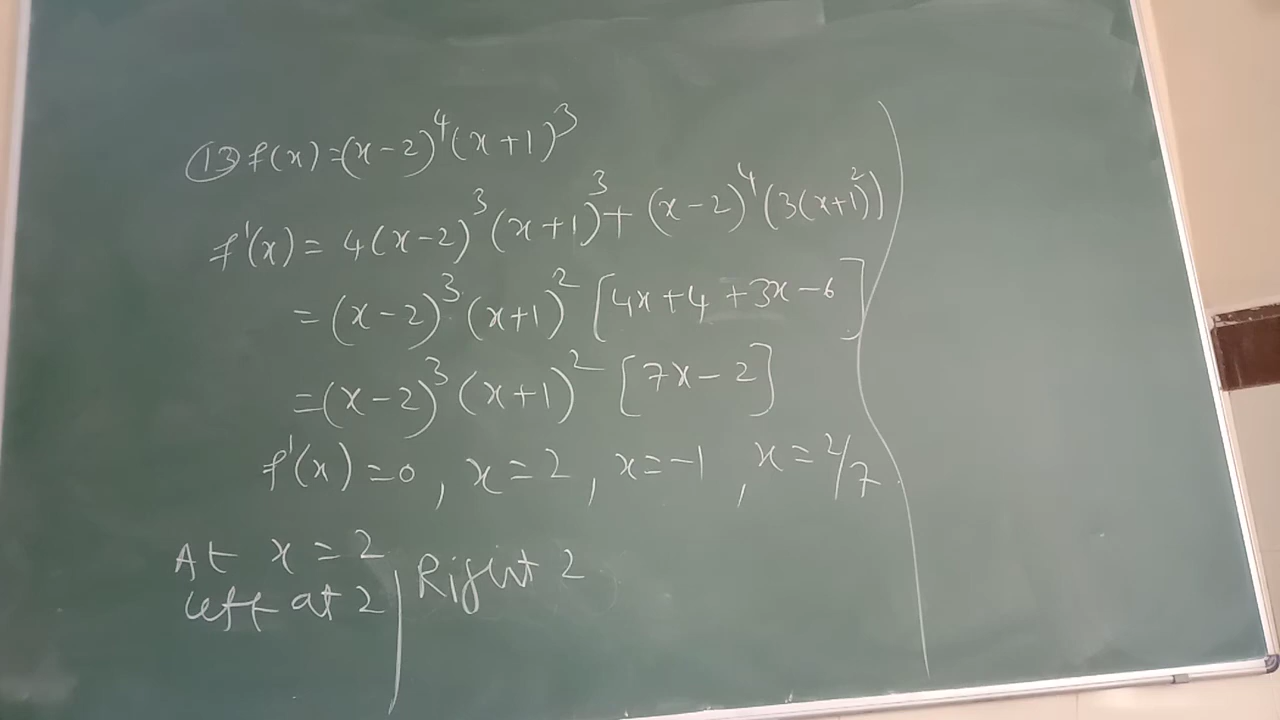 (13) f(x)=(x-2)⁴(x+1)³
f'(x) = 4(x-2)³(x+1)³+(x-2)⁴(3(x+1)²)
=(x-2)³(x+1)²[4x+4+3x-6]
=(x-2)³(x+1)²[7x-2]
f'(x)=0, x=2, x=-1, x=2/7.
At x=2
left at 2 | Right 2